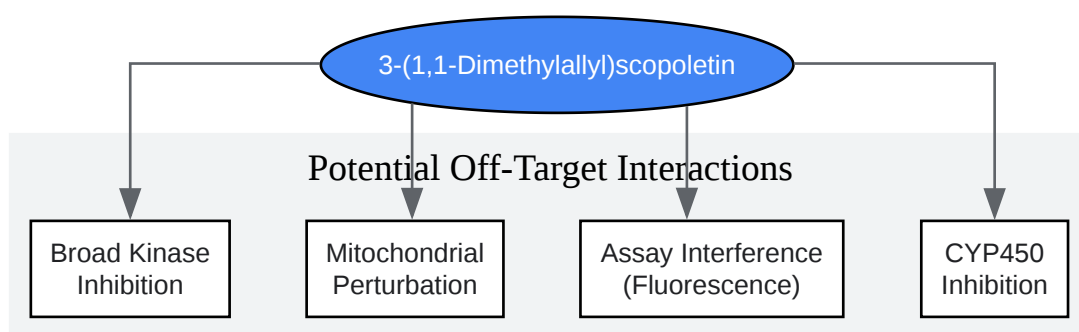 3-(1,1-Dimethylallyl)scopoletin
Potential Off-Target Interactions
Broad Kinase
Inhibition
Mitochondrial
Perturbation
Assay Interference
(Fluorescence)
CYP450
Inhibition